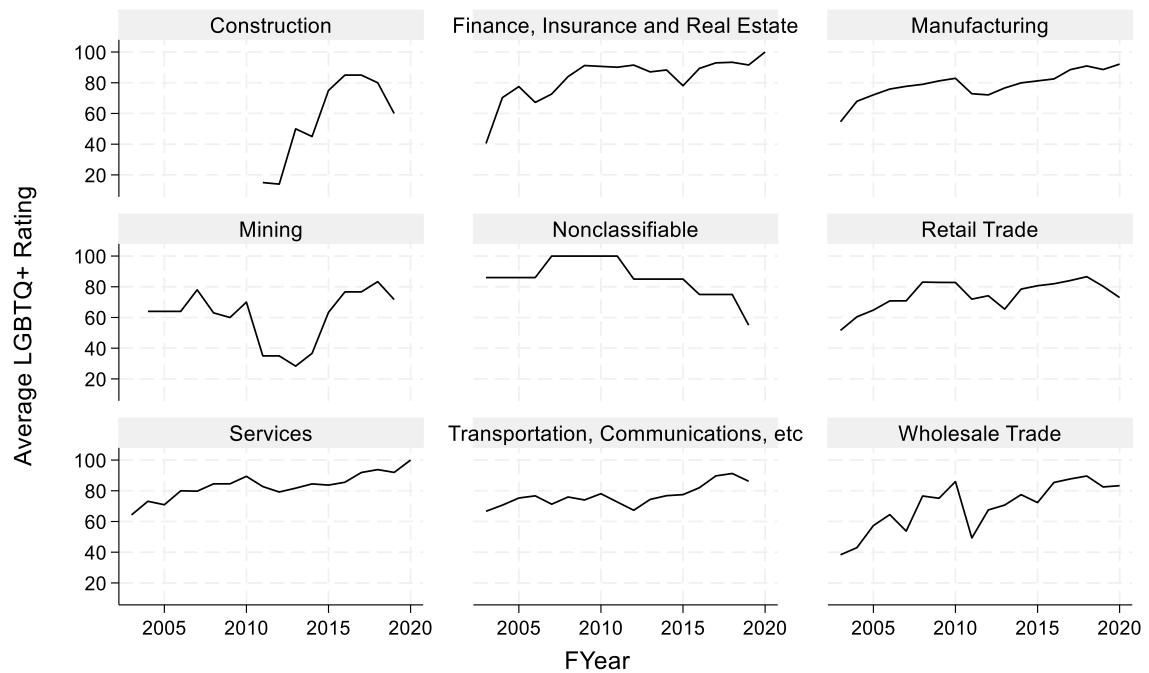 Construction
Finance, Insurance and Real Estate
Manufacturing
100
80
60
40
20
Mining
Nonclassifiable
Retail Trade
100
80
60
40
20
Services
Transportation, Communications, etc
Wholesale Trade
100
80
60
40
20
2005 2010 2015 2020
2005 2010 2015 2020
2005 2010 2015 2020
Average LGBTQ+ Rating
FYear